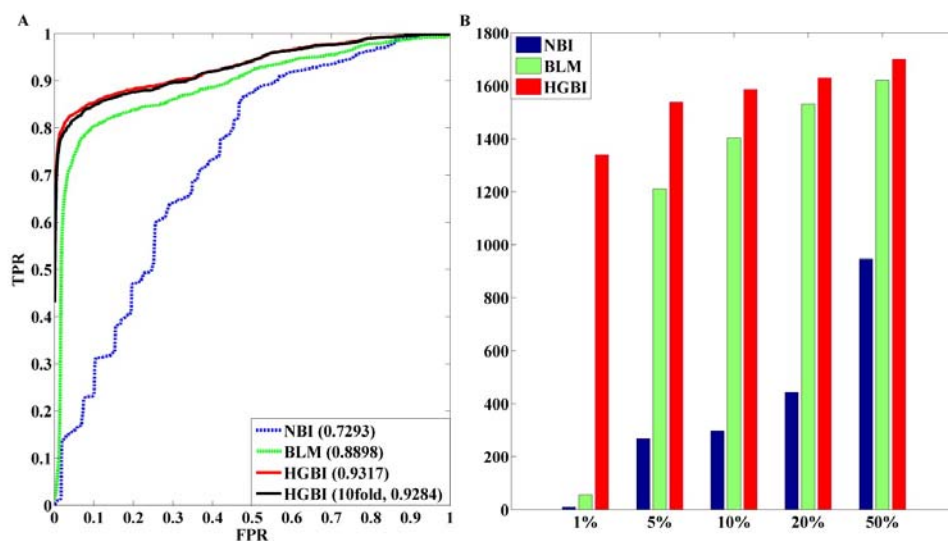 A
1
0.9
0.8
0.7
0.6
0.5
0.4
0.3
0.2
0.1
0
TPR
0 0.1 0.2 0.3 0.4 0.5 0.6 0.7 0.8 0.9 1
FPR
NBI (0.7293)
BLM (0.8898)
HGBI (0.9317)
HGBI (10fold, 0.9284)
B
1800
1600
1400
1200
1000
800
600
400
200
0
NBI
BLM
HGBI
1% 5% 10% 20% 50%